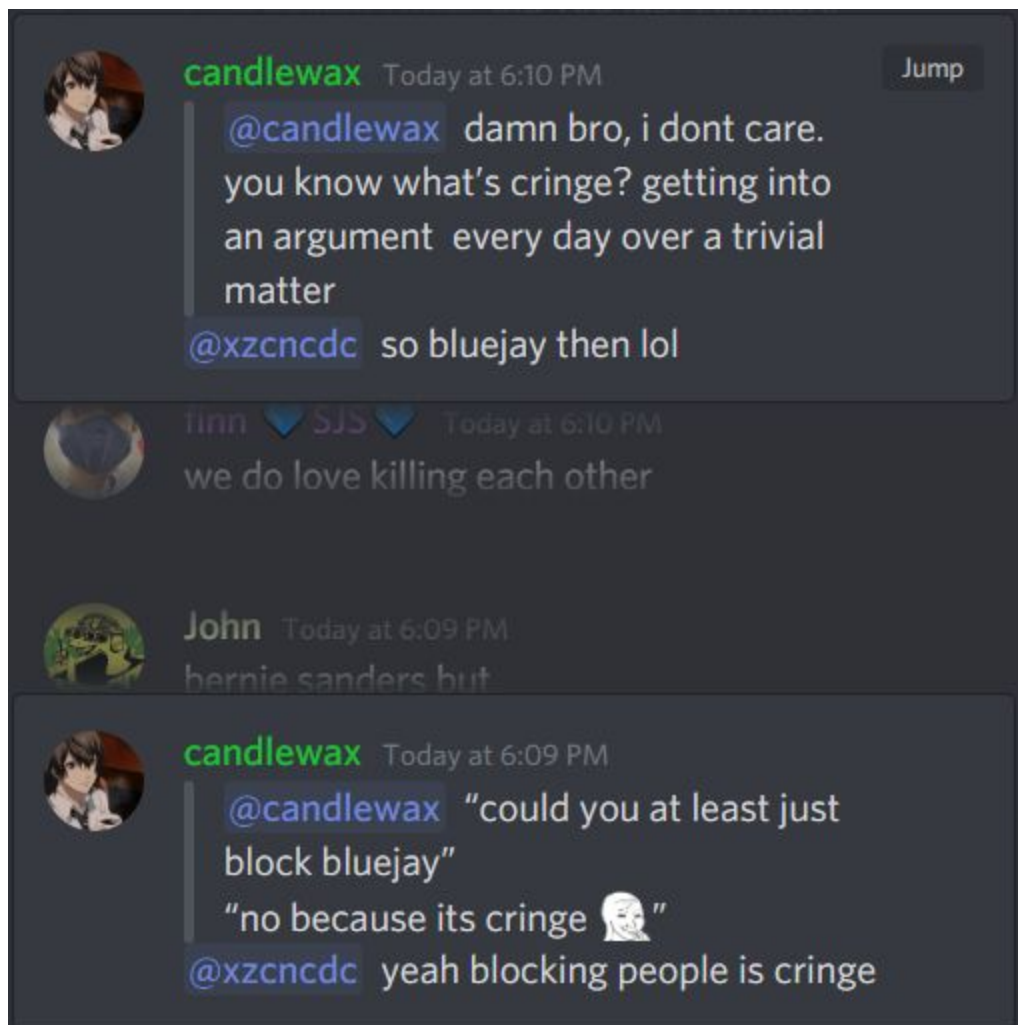 candlewax Today at 6:10 PM
Jump
@candlewax damn bro, i dont care.
you know what's cringe? getting into
an argument every day over a trivial
matter
@xzcncdc so bluejay then lol
finn 💙 SJS 💙 Today at 6:10 PM
we do love killing each other
John Today at 6:09 PM
bernie sanders but
candlewax Today at 6:09 PM
@candlewax “could you at least just
block bluejay”
“no because its cringe ”
@xzcncdc yeah blocking people is cringe